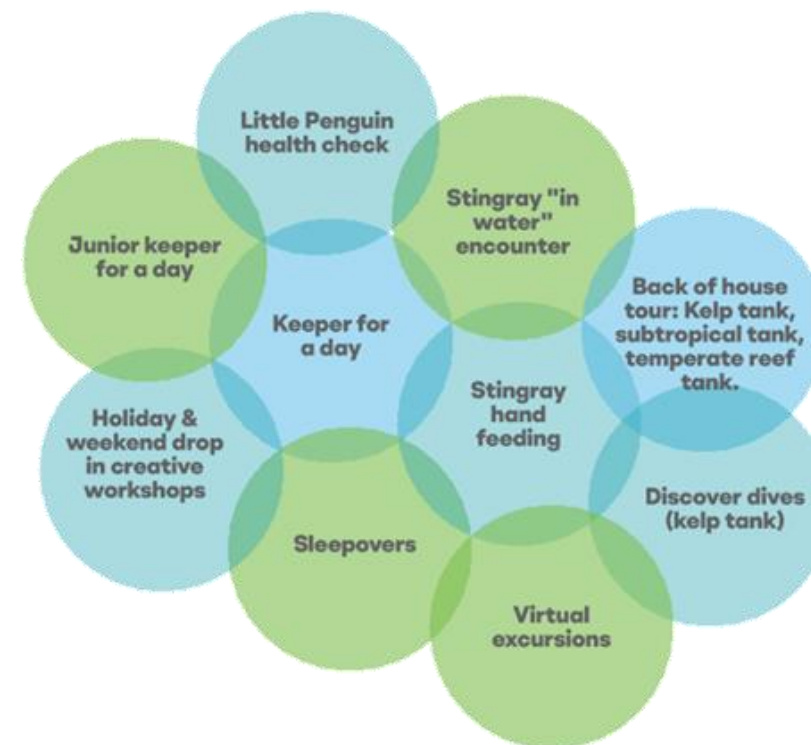 Little Penguin
health check
Stingray "in
water"
encounter
Junior keeper
for a day
Back of house
tour: Kelp tank,
subtropical tank,
temperate reef
tank.
Keeper for
a day
Stingray
hand
feeding
Holiday &
weekend drop
in creative
workshops
Discover dives
(kelp tank)
Sleepovers
Virtual
excursions